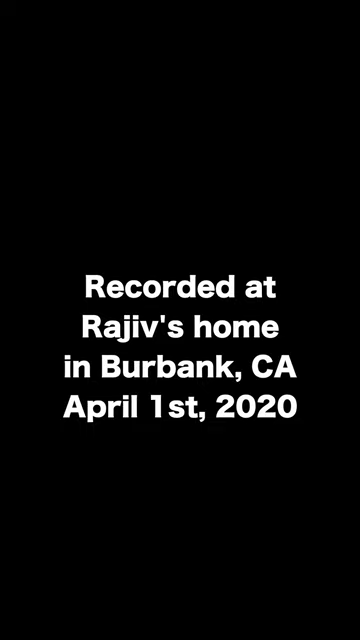 Recorded at
Rajiv's home
in Burbank, CA
April 1st, 2020